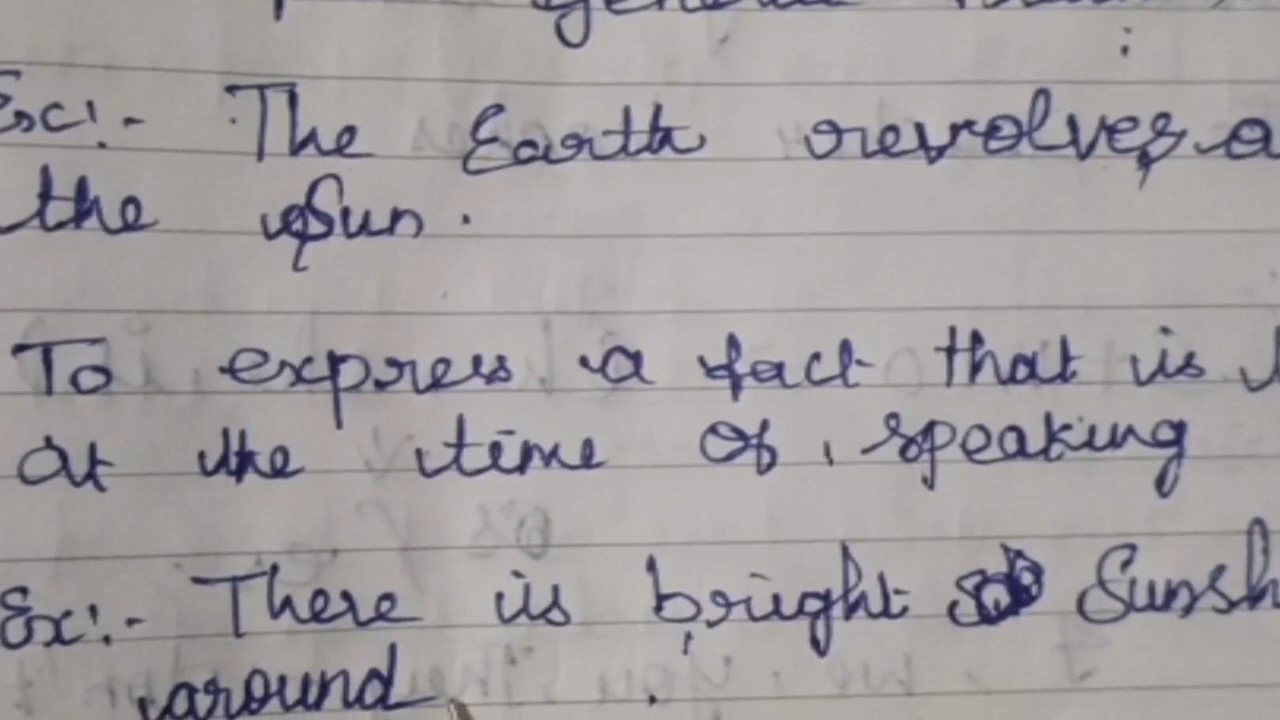 general
Ex:- The Earth revolves a
the Sun.
To express a fact that is
at the time of speaking
Ex:- There is bright Sunsh
around